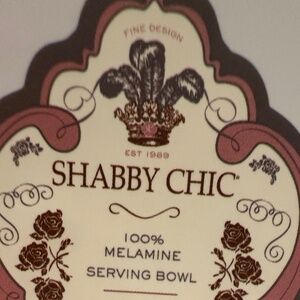 FINE DESIGN
EST 1989
SHABBY CHIC®
100%
MELAMINE
SERVING BOWL